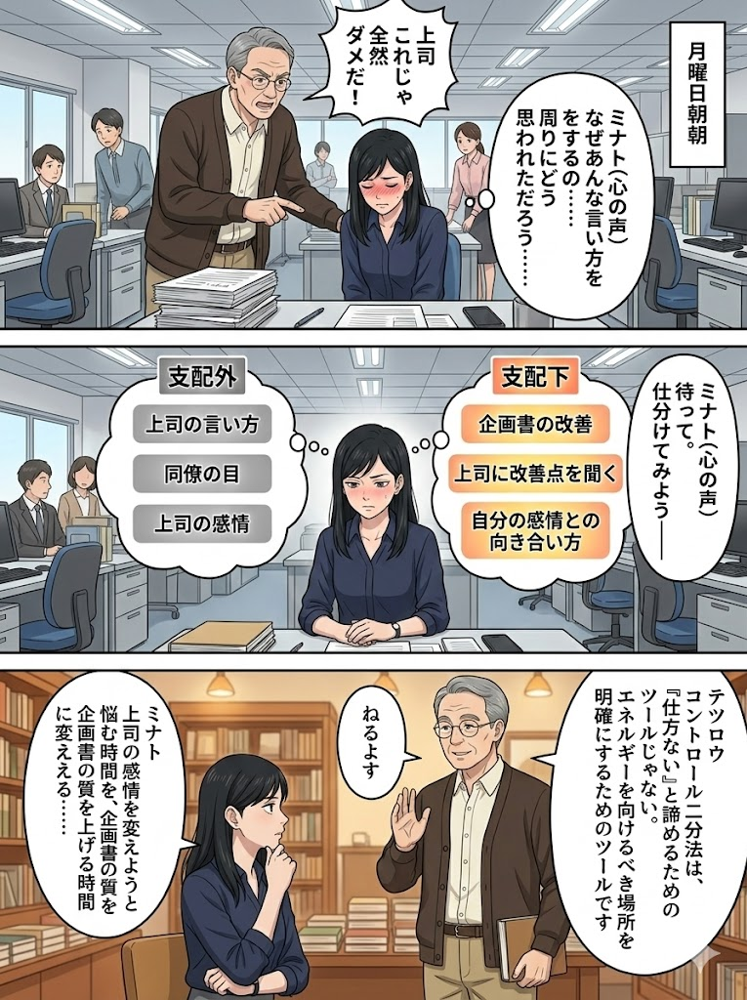 月曜日朝朝
上司
これじゃ
全然
ダメだ！
ミナト(心の声)
なぜあんな言い方を
をするの……
周りにどう
思われただろう……
ミナト(心の声)
待って。
仕分けてみよう──
支配下
企画書の改善
上司に改善点を聞く
自分の感情との
向き合い方
支配外
上司の言い方
同僚の目
上司の感情
テツロウ
コントロール二分法は、
『仕方ない』と諦めるための
ツールじゃない。
エネルギーを向けるべき場所を
明確にするためのツールです
ねるよす
ミナト
上司の感情を変えようと
悩む時間を、企画書の質を
企画書の質を上げる時間
に変ええる……